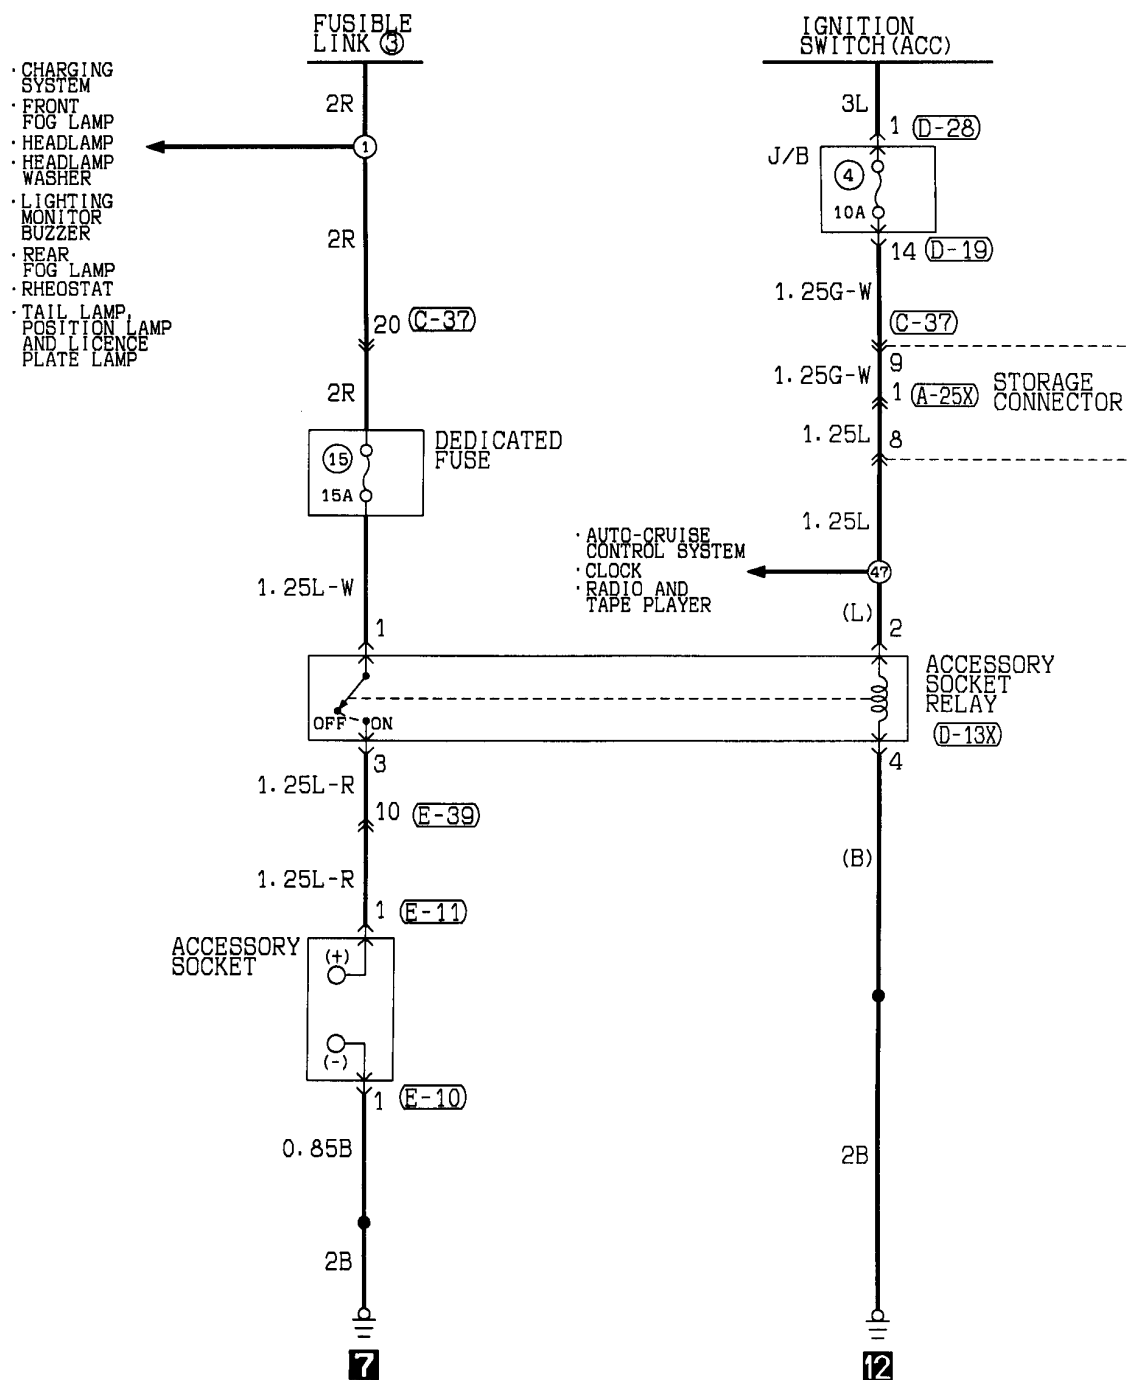 FUSIBLE
LINK ③
IGNITION
SWITCH(ACC)
· CHARGING
SYSTEM
· FRONT
FOG LAMP
· HEADLAMP
· HEADLAMP
WASHER
· LIGHTING
MONITOR
BUZZER
· REAR
FOG LAMP
· RHEOSTAT
· TAIL LAMP,
POSITION LAMP
AND LICENCE
PLATE LAMP
2R
1
2R
20 C-37
2R
15
15A
DEDICATED
FUSE
1.25L-W
1
3L
1 D-28
J/B
4
10A
14 D-19
1.25G-W
C-37
9
1.25G-W
1 A-25X
STORAGE
CONNECTOR
1.25L
8
1.25L
· AUTO-CRUISE
CONTROL SYSTEM
· CLOCK
· RADIO AND
TAPE PLAYER
47
(L)
2
OFF
ON
ACCESSORY
SOCKET
RELAY
D-13X
3
4
1.25L-R
10 E-39
1.25L-R
1 E-11
ACCESSORY
SOCKET
(+)
(-)
1 E-10
0.85B
2B
7
(B)
2B
12